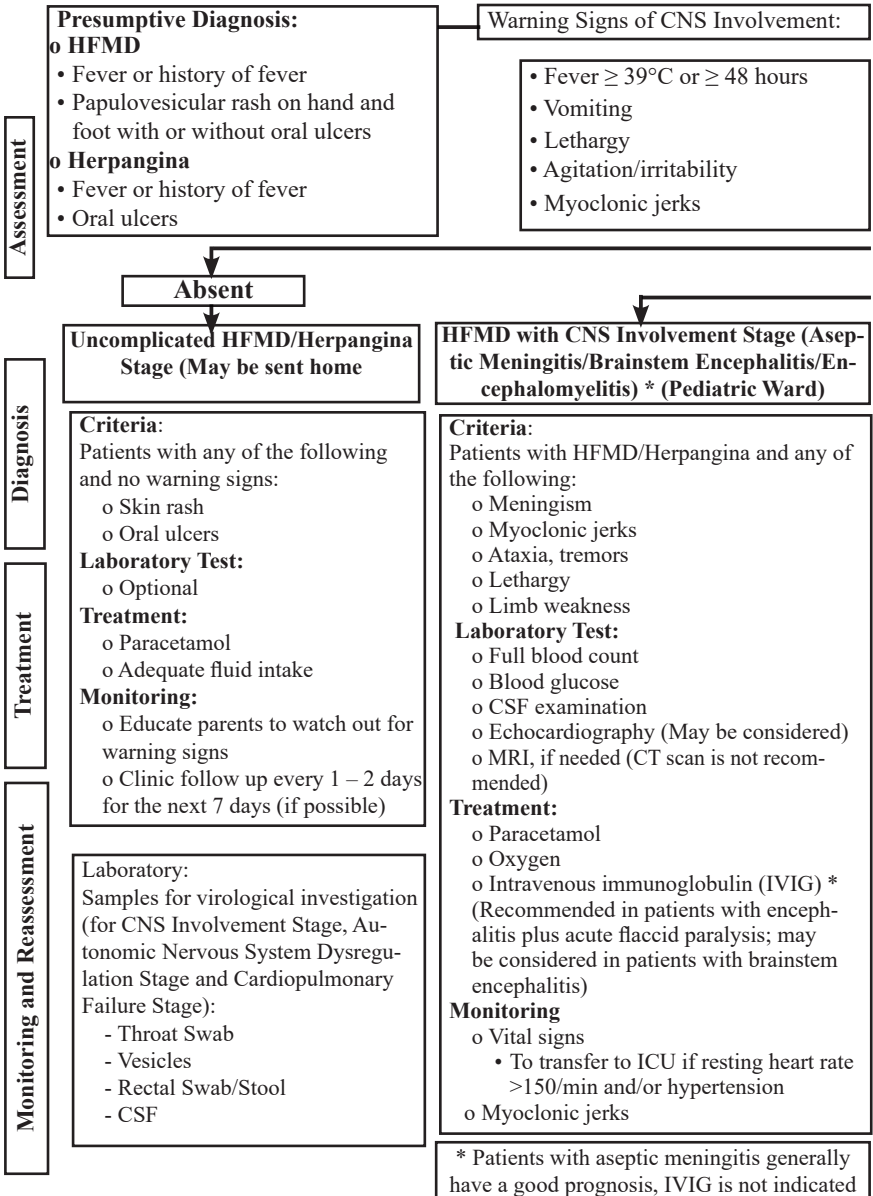 Presumptive Diagnosis:
o HFMD
• Fever or history of fever
• Papulovesicular rash on hand and
foot with or without oral ulcers
o Herpangina
• Fever or history of fever
• Oral ulcers
Warning Signs of CNS Involvement:
• Fever ≥ 39°C or ≥ 48 hours
• Vomiting
• Lethargy
• Agitation/irritability
• Myoclonic jerks
Assessment
Absent
Uncomplicated HFMD/Herpangina
Stage (May be sent home
HFMD with CNS Involvement Stage (Asep-
tic Meningitis/Brainstem Encephalitis/En-
cephalomyelitis) * (Pediatric Ward)
Diagnosis
Treatment
Monitoring and Reassessment
Criteria:
Patients with any of the following
and no warning signs:
o Skin rash
o Oral ulcers
Laboratory Test:
o Optional
Treatment:
o Paracetamol
o Adequate fluid intake
Monitoring:
o Educate parents to watch out for
warning signs
o Clinic follow up every 1 – 2 days
for the next 7 days (if possible)
Laboratory:
Samples for virological investigation
(for CNS Involvement Stage, Au-
tonomic Nervous System Dysregu-
lation Stage and Cardiopulmonary
Failure Stage):
- Throat Swab
- Vesicles
- Rectal Swab/Stool
- CSF
Criteria:
Patients with HFMD/Herpangina and any of
the following:
o Meningism
o Myoclonic jerks
o Ataxia, tremors
o Lethargy
o Limb weakness
Laboratory Test:
o Full blood count
o Blood glucose
o CSF examination
o Echocardiography (May be considered)
o MRI, if needed (CT scan is not recom-
mended)
Treatment:
o Paracetamol
o Oxygen
o Intravenous immunoglobulin (IVIG) *
(Recommended in patients with enceph-
alitis plus acute flaccid paralysis; may
be considered in patients with brainstem
encephalitis)
Monitoring
o Vital signs
• To transfer to ICU if resting heart rate
>150/min and/or hypertension
o Myoclonic jerks
* Patients with aseptic meningitis generally
have a good prognosis, IVIG is not indicated